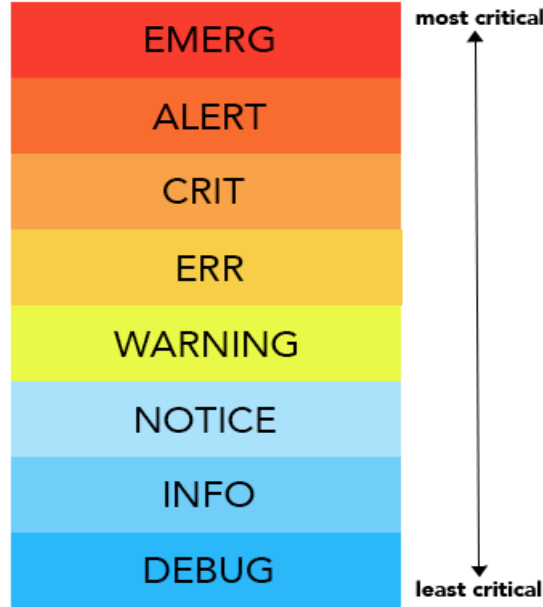 most critical
EMERG
ALERT
CRIT
ERR
WARNING
NOTICE
INFO
DEBUG
least critical